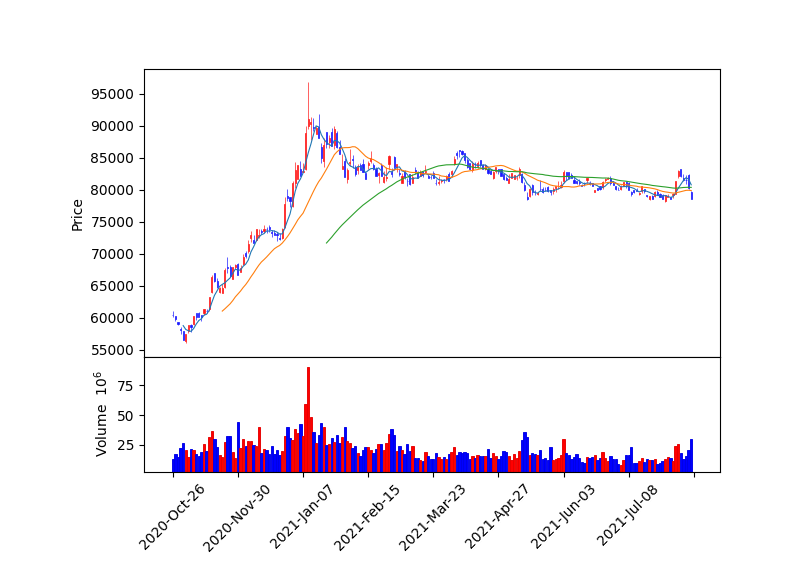 95000
90000
85000
80000
75000
70000
65000
60000
55000
Price
75
50
25
Volume 10^6
2020-Oct-26
2020-Nov-30
2021-Jan-07
2021-Feb-15
2021-Mar-23
2021-Apr-27
2021-Jun-03
2021-Jul-08